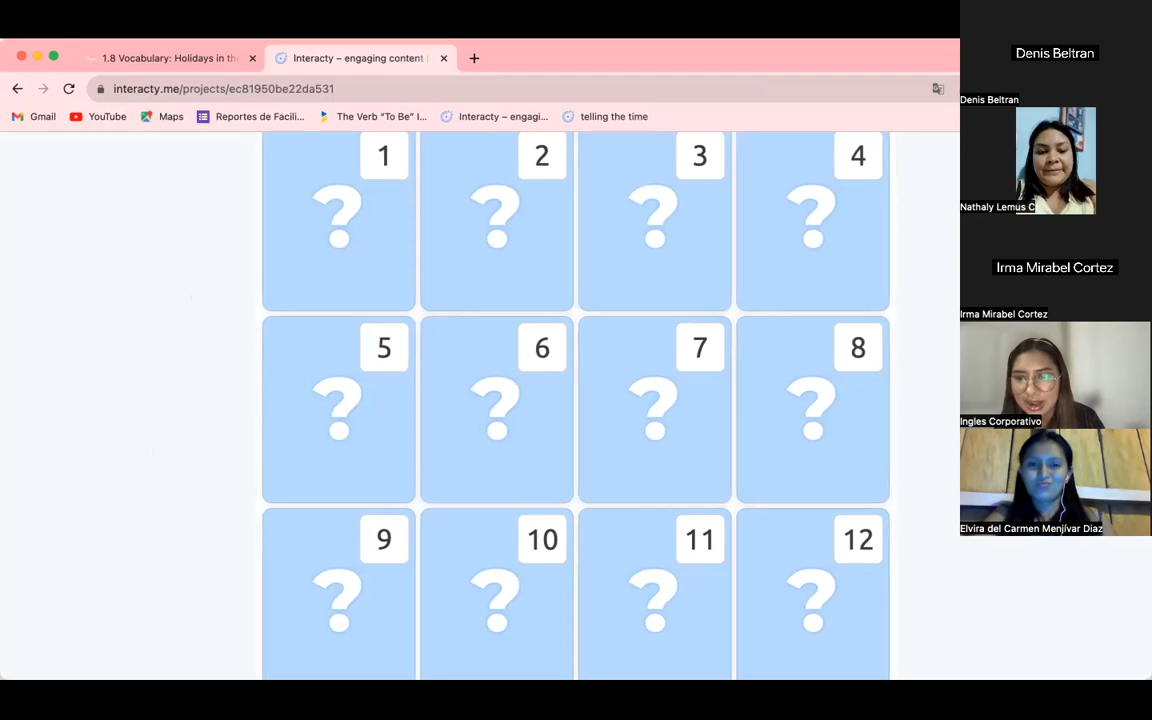 1.8 Vocabulary: Holidays in th
Interacty – engaging content
interacty.me/projects/ec81950be22da531
Gmail
YouTube
Maps
Reportes de Facili...
The Verb “To Be” I...
Interacty – engagi...
telling the time
1 2 3 4
? ? ? ?
5 6 7 8
? ? ? ?
9 10 11 12
? ? ? ?
Denis Beltran
Denis Beltran
Nathaly Lemus C
Irma Mirabel Cortez
Irma Mirabel Cortez
Ingles Corporativo
Elvira del Carmen Menjívar Diaz